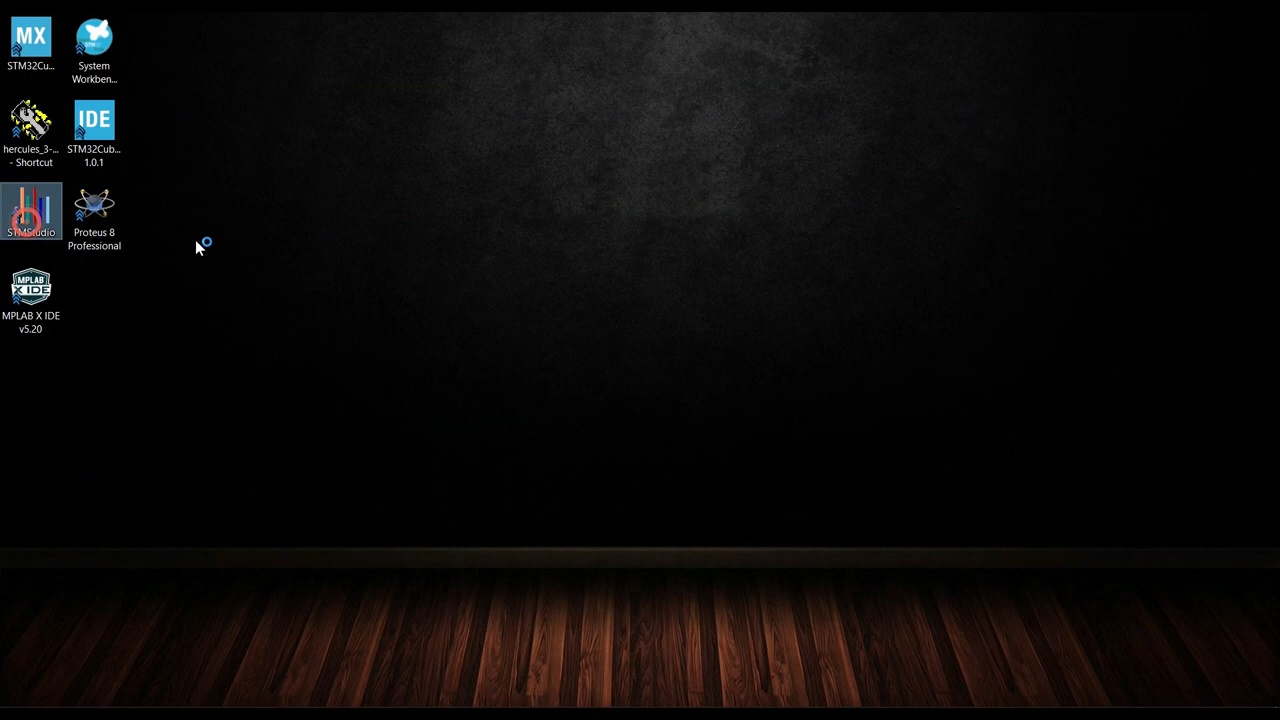 MX
STM32Cu...
STM
System
Workben...
hercules_3-...
- Shortcut
IDE
STM32Cub...
1.0.1
STMStudio
Proteus 8
Professional
MPLAB
X IDE
MPLAB X IDE
v5.20